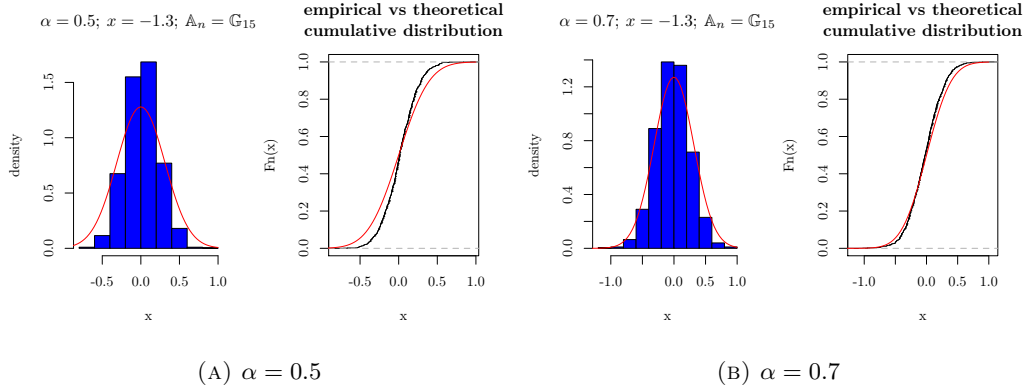 α = 0.5; x = −1.3; 𝔸ₙ = 𝔾₁₅
empirical vs theoretical
cumulative distribution
density
0.0
0.5
1.0
1.5
-0.5
0.0
0.5
1.0
x
Fn(x)
0.0
0.2
0.4
0.6
0.8
1.0
-0.5
0.0
0.5
1.0
x
(A) α = 0.5
α = 0.7; x = −1.3; 𝔸ₙ = 𝔾₁₅
empirical vs theoretical
cumulative distribution
density
0.0
0.4
0.8
1.2
-1.0
0.0
0.5
1.0
x
Fn(x)
0.0
0.2
0.4
0.6
0.8
1.0
-1.0
0.0
1.0
x
(B) α = 0.7